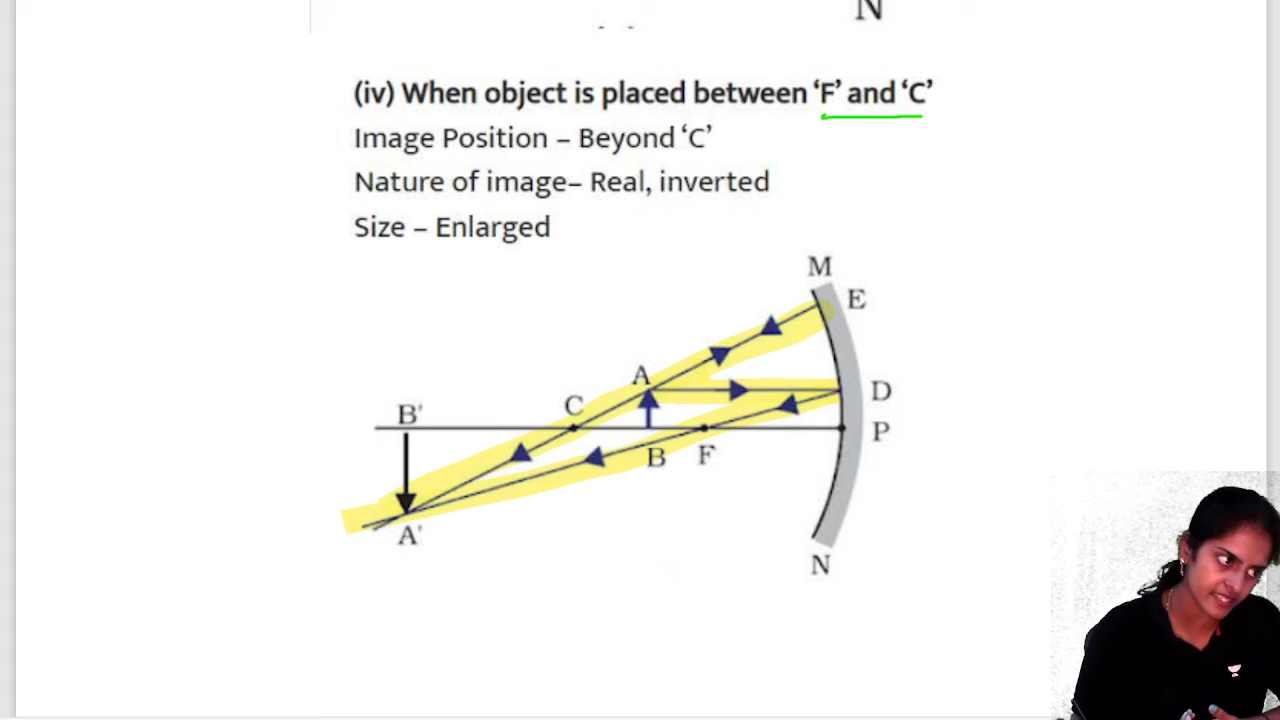 N
(iv) When object is placed between ‘F’ and ‘C’
Image Position – Beyond ‘C’
Nature of image– Real, inverted
Size – Enlarged
M
E
A
D
C
B'
P
B
F
A'
N